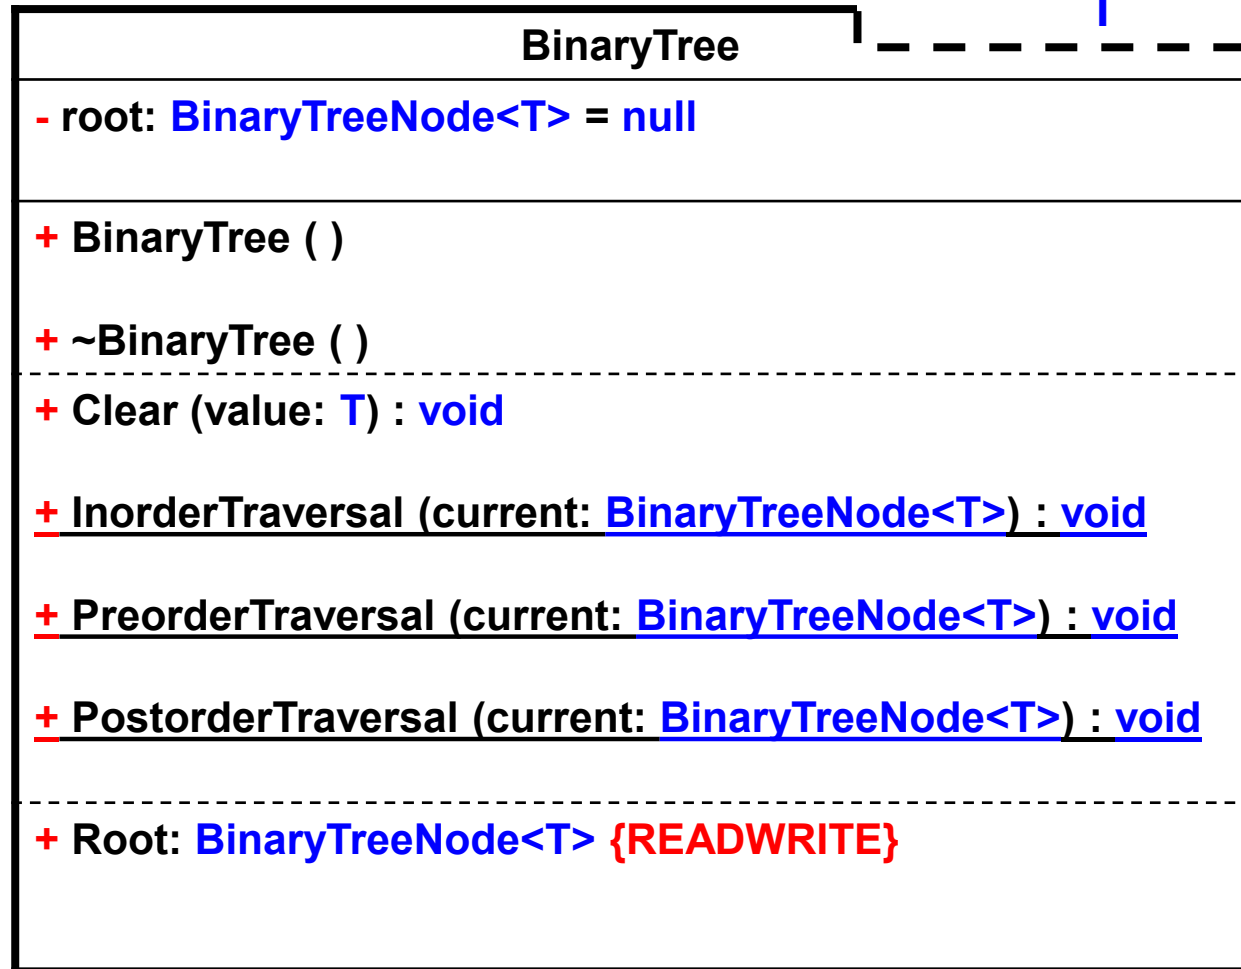 BinaryTree
- root: BinaryTreeNode<T> = null
+ BinaryTree ( )
+ ~BinaryTree ( )
+ Clear (value: T) : void
+ InorderTraversal (current: BinaryTreeNode<T>) : void
+ PreorderTraversal (current: BinaryTreeNode<T>) : void
+ PostorderTraversal (current: BinaryTreeNode<T>) : void
+ Root: BinaryTreeNode<T> {READWRITE}